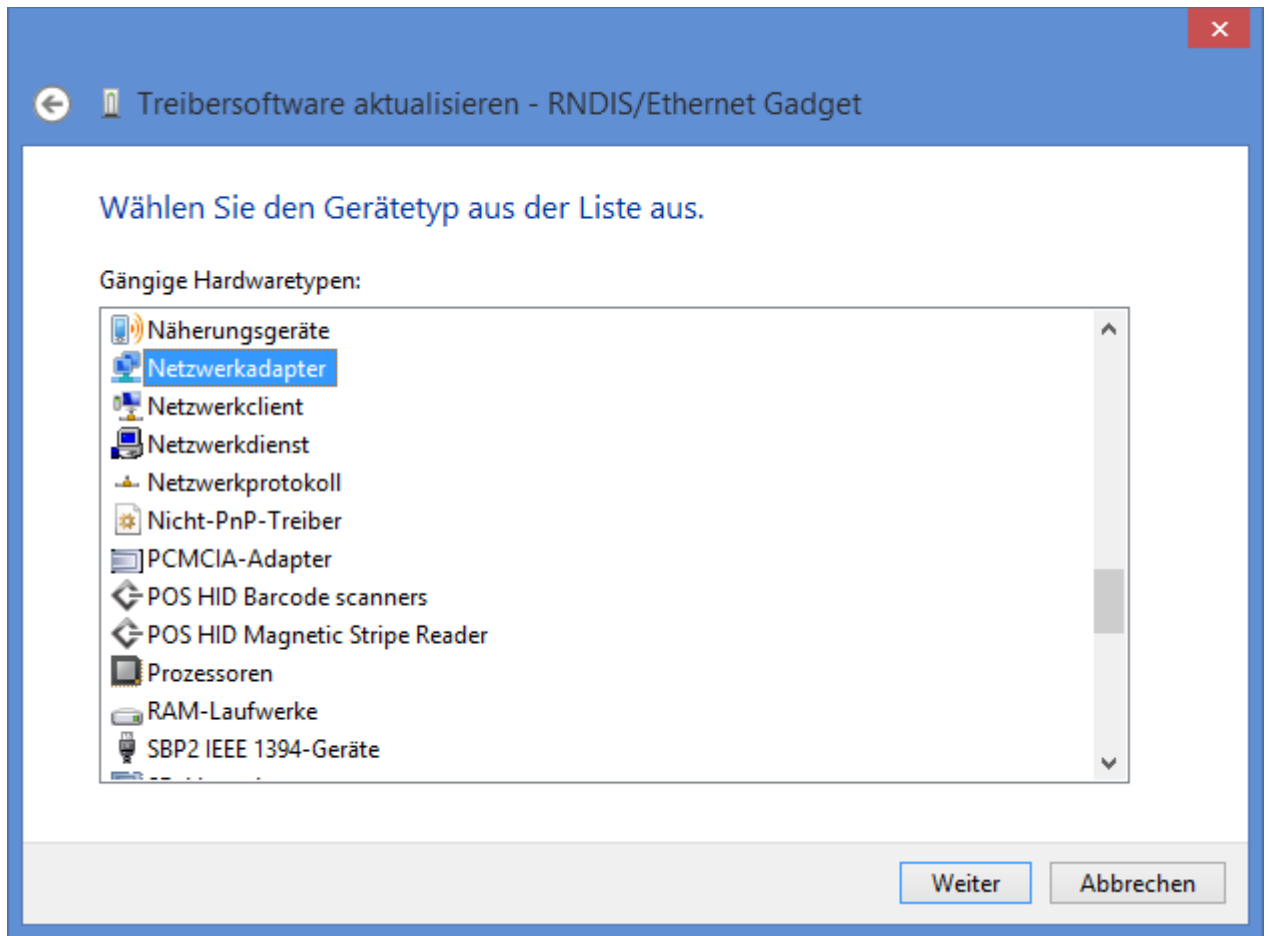 Treibersoftware aktualisieren - RNDIS/Ethernet Gadget
Wählen Sie den Gerätetyp aus der Liste aus.
Gängige Hardwaretypen:
Näherungsgeräte
Netzwerkadapter
Netzwerkclient
Netzwerkdienst
Netzwerkprotokoll
Nicht-PnP-Treiber
PCMCIA-Adapter
POS HID Barcode scanners
POS HID Magnetic Stripe Reader
Prozessoren
RAM-Laufwerke
SBP2 IEEE 1394-Geräte
Weiter
Abbrechen